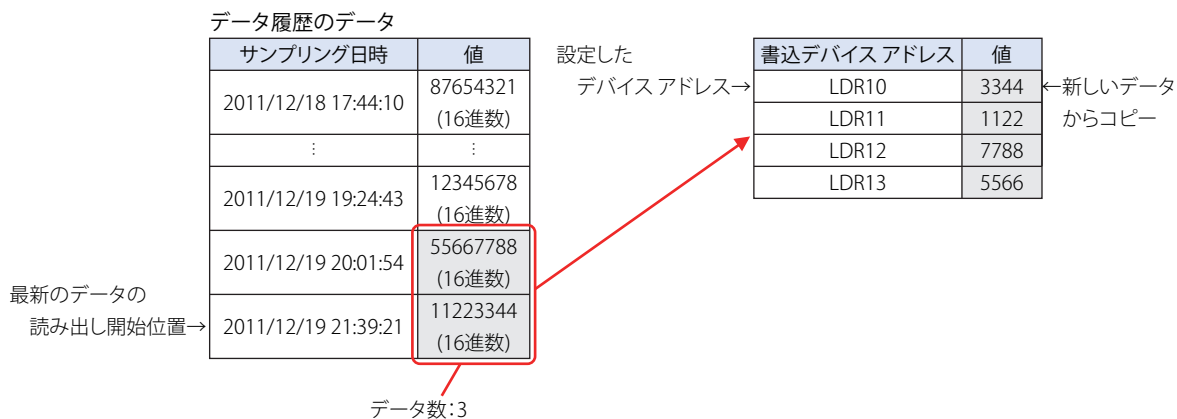 データ履歴のデータ
サンプリング日時 値
2011/12/18 17:44:10 87654321
(16進数)
⋮ ⋮
2011/12/19 19:24:43 12345678
(16進数)
2011/12/19 20:01:54 55667788
(16進数)
最新のデータの
読み出し開始位置→ 2011/12/19 21:39:21 11223344
(16進数)
データ数:3
設定した
デバイス アドレス→
書込デバイス アドレス 値
LDR10 3344 ←新しいデータ
LDR11 1122 からコピー
LDR12 7788
LDR13 5566